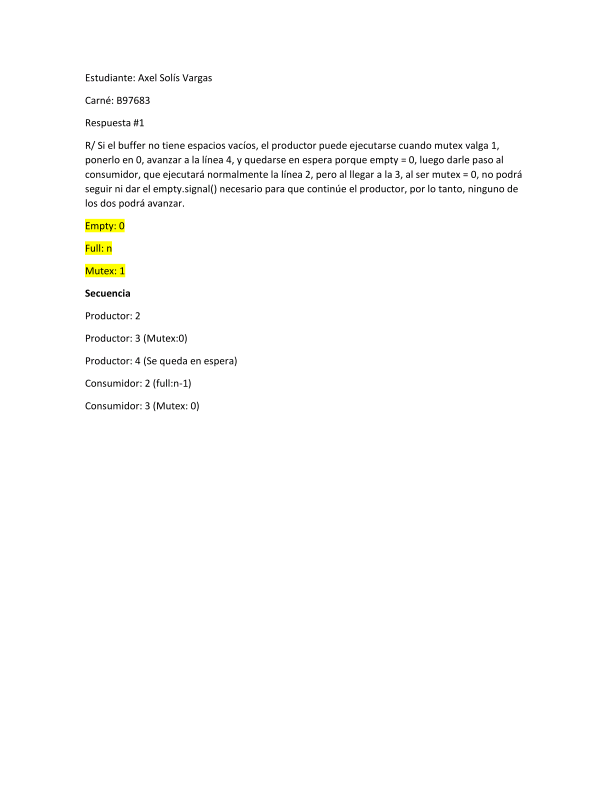 Estudiante: Axel Solís Vargas
Carné: B97683
Respuesta #1
R/ Si el buffer no tiene espacios vacíos, el productor puede ejecutarse cuando mutex valga 1,
ponerlo en 0, avanzar a la línea 4, y quedarse en espera porque empty = 0, luego darle paso al
consumidor, que ejecutará normalmente la línea 2, pero al llegar a la 3, al ser mutex = 0, no podrá
seguir ni dar el empty.signal() necesario para que continúe el productor, por lo tanto, ninguno de
los dos podrá avanzar.
Empty: 0
Full: n
Mutex: 1
Secuencia
Productor: 2
Productor: 3 (Mutex:0)
Productor: 4 (Se queda en espera)
Consumidor: 2 (full:n-1)
Consumidor: 3 (Mutex: 0)